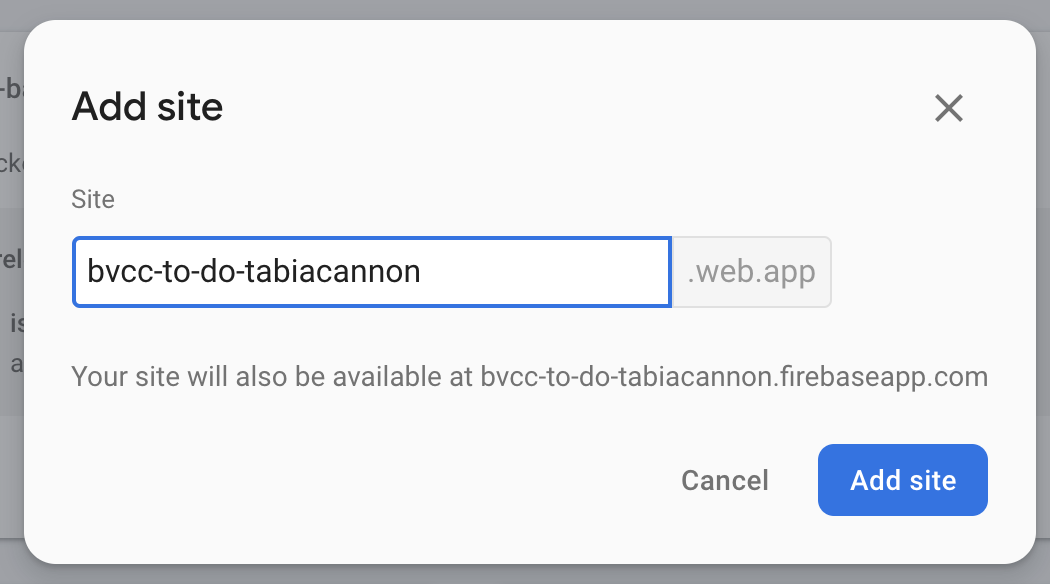 Add site
Site
bvcc-to-do-tabiacannon .web.app
Your site will also be available at bvcc-to-do-tabiacannon.firebaseapp.com
Cancel Add site